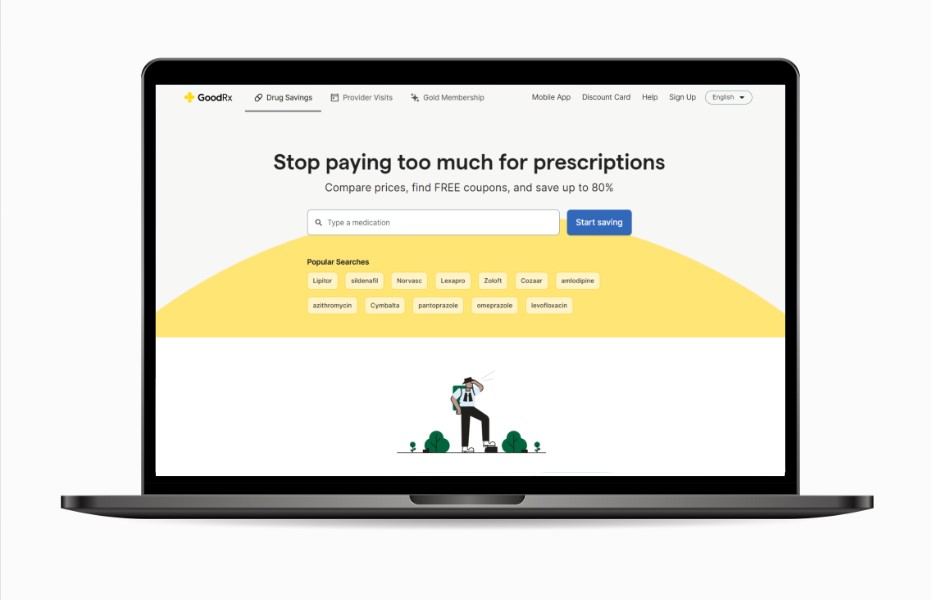 GoodRx Drug Savings Provider Visits Gold Membership Mobile App Discount Card Help Sign Up English
Stop paying too much for prescriptions
Compare prices, find FREE coupons, and save up to 80%
Type a medication Start saving
Popular Searches
Lipitor sildenafil Norvasc Lexapro Zoloft Cozaar amlodipine
azithromycin Cymbalta pantoprazole omeprazole levofloxacin